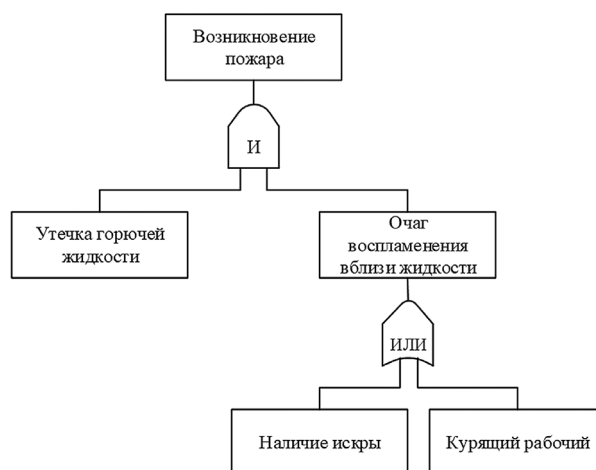 Возникновение
пожара
И
Утечка горючей
жидкости
Очаг
воспламенения
вблизи жидкости
ИЛИ
Наличие искры
Курящий рабочий